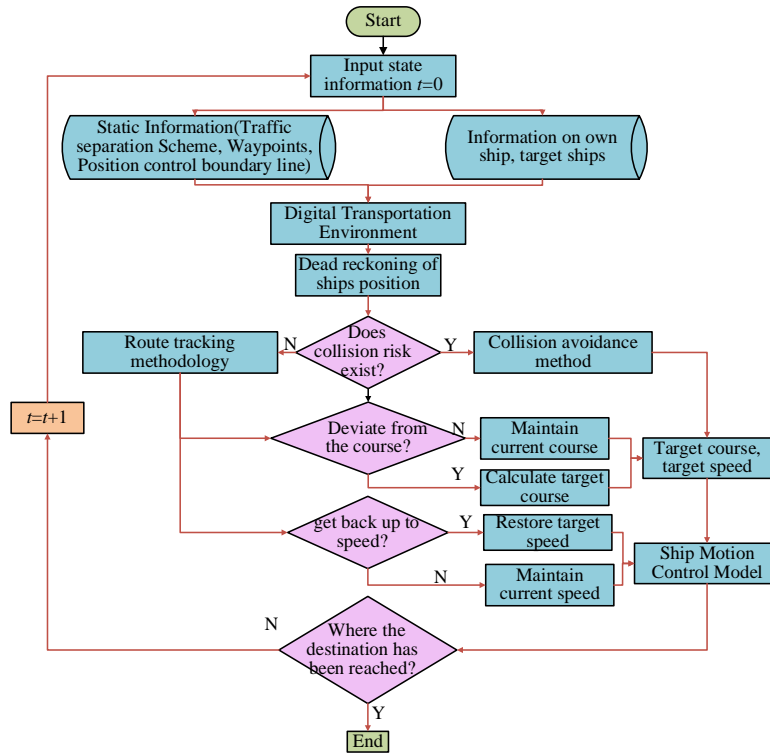 Start
Input state
information t=0
Static Information(Traffic
separation Scheme, Waypoints,
Position control boundary line)
Information on own
ship, target ships
Digital Transportation
Environment
Dead reckoning of
ships position
Does
collision risk
exist?
N
Y
Route tracking
methodology
Collision avoidance
method
t=t+1
Deviate from
the course?
N
Y
Maintain
current course
Calculate target
course
Target course,
target speed
get back up to
speed?
Y
N
Restore target
speed
Maintain
current speed
Ship Motion
Control Model
Where the
destination has
been reached?
N
Y
End